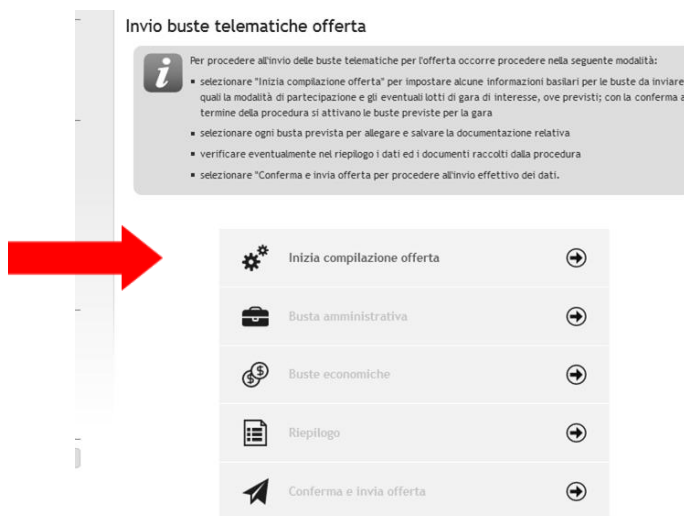 Invio buste telematiche offerta
Per procedere all'invio delle buste telematiche per l'offerta occorre procedere nella seguente modalità:
▪ selezionare "Inizia compilazione offerta" per impostare alcune informazioni basilari per le buste da inviare
quali la modalità di partecipazione e gli eventuali lotti di gara di interesse, ove previsti; con la conferma a
termine della procedura si attivano le buste previste per la gara
▪ selezionare ogni busta prevista per allegare e salvare la documentazione relativa
▪ verificare eventualmente nel riepilogo i dati ed i documenti raccolti dalla procedura
▪ selezionare "Conferma e invia offerta per procedere all'invio effettivo dei dati.
Inizia compilazione offerta
Busta amministrativa
Buste economiche
Riepilogo
Conferma e invia offerta